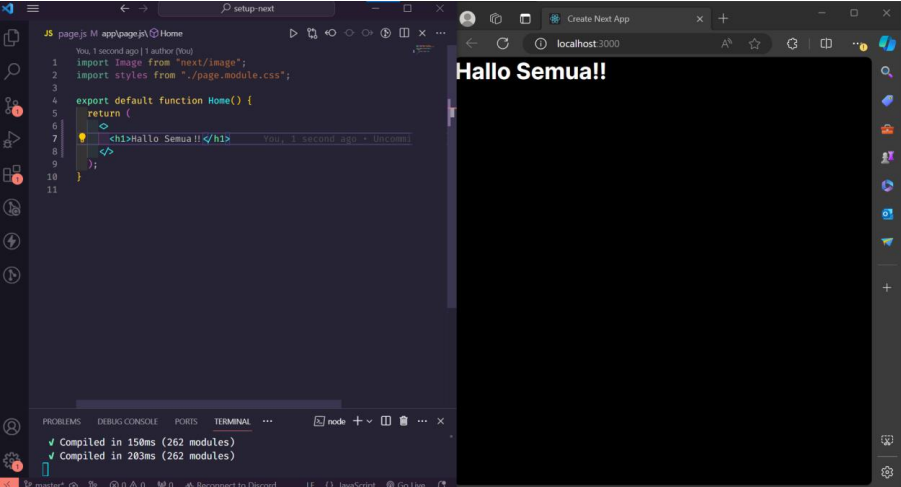 setup-next
JS page.js M app\page.js\ Home
You, 1 second ago | 1 author (You)
1 import Image from "next/image";
2 import styles from "./page.module.css";
3
4 export default function Home() {
5 return (
6 <>
7 <h1>Hallo Semua!!</h1> You, 1 second ago • Uncommi
8 </>
9 );
10 }
11
PROBLEMS DEBUG CONSOLE PORTS TERMINAL ... node
√ Compiled in 150ms (262 modules)
√ Compiled in 203ms (262 modules)
master* 0 0 0 Reconnect to Discord LF {} JavaScript Go Live
Create Next App
localhost:3000
Hallo Semua!!